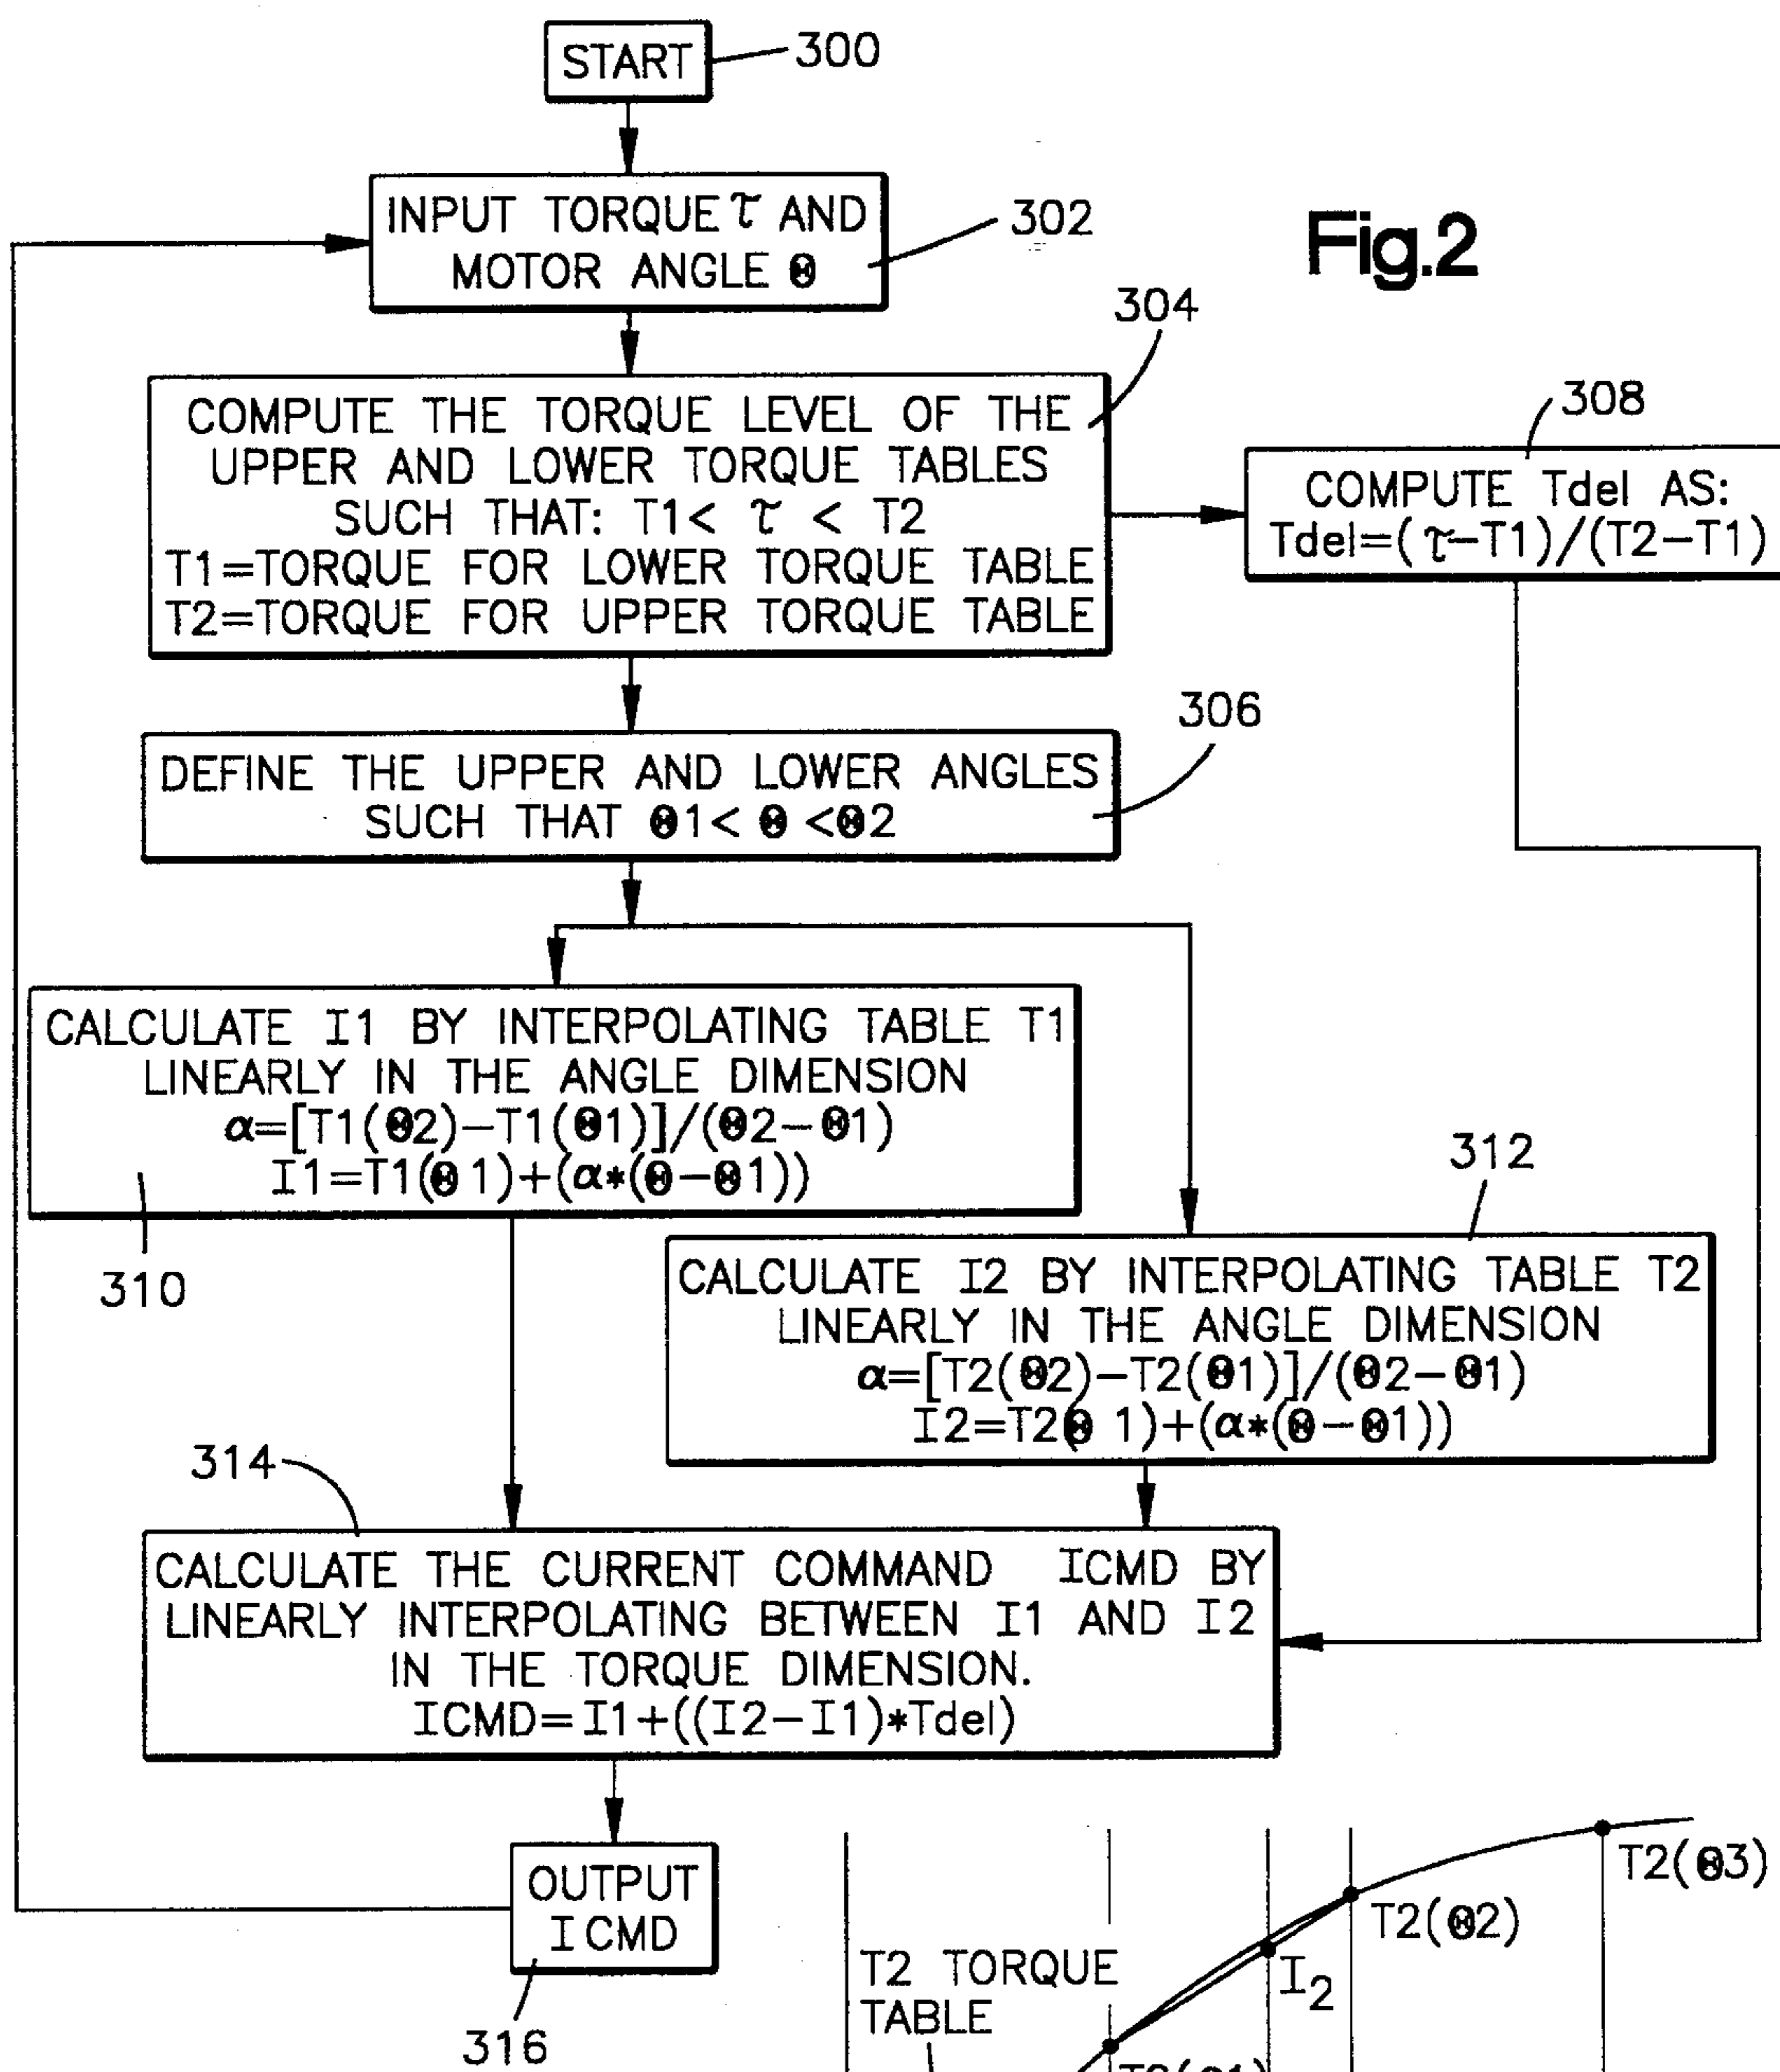 START
300
INPUT TORQUE τ AND
MOTOR ANGLE Θ
302
Fig.2
304
COMPUTE THE TORQUE LEVEL OF THE
UPPER AND LOWER TORQUE TABLES
SUCH THAT: T1< τ < T2
T1=TORQUE FOR LOWER TORQUE TABLE
T2=TORQUE FOR UPPER TORQUE TABLE
308
COMPUTE Tdel AS:
Tdel=(τ-T1)/(T2-T1)
306
DEFINE THE UPPER AND LOWER ANGLES
SUCH THAT Θ1< Θ <Θ2
CALCULATE I1 BY INTERPOLATING TABLE T1
LINEARLY IN THE ANGLE DIMENSION
α=[T1(Θ2)-T1(Θ1)]/(Θ2-Θ1)
I1=T1(Θ1)+(α*(Θ-Θ1))
310
312
CALCULATE I2 BY INTERPOLATING TABLE T2
LINEARLY IN THE ANGLE DIMENSION
α=[T2(Θ2)-T2(Θ1)]/(Θ2-Θ1)
I2=T2(Θ 1)+(α*(Θ-Θ1))
314
CALCULATE THE CURRENT COMMAND ICMD BY
LINEARLY INTERPOLATING BETWEEN I1 AND I2
IN THE TORQUE DIMENSION.
ICMD=I1+((I2-I1)*Tdel)
OUTPUT
ICMD
316
T2(Θ3)
T2(Θ2)
I2
T2 TORQUE
TABLE
T2(Θ1)